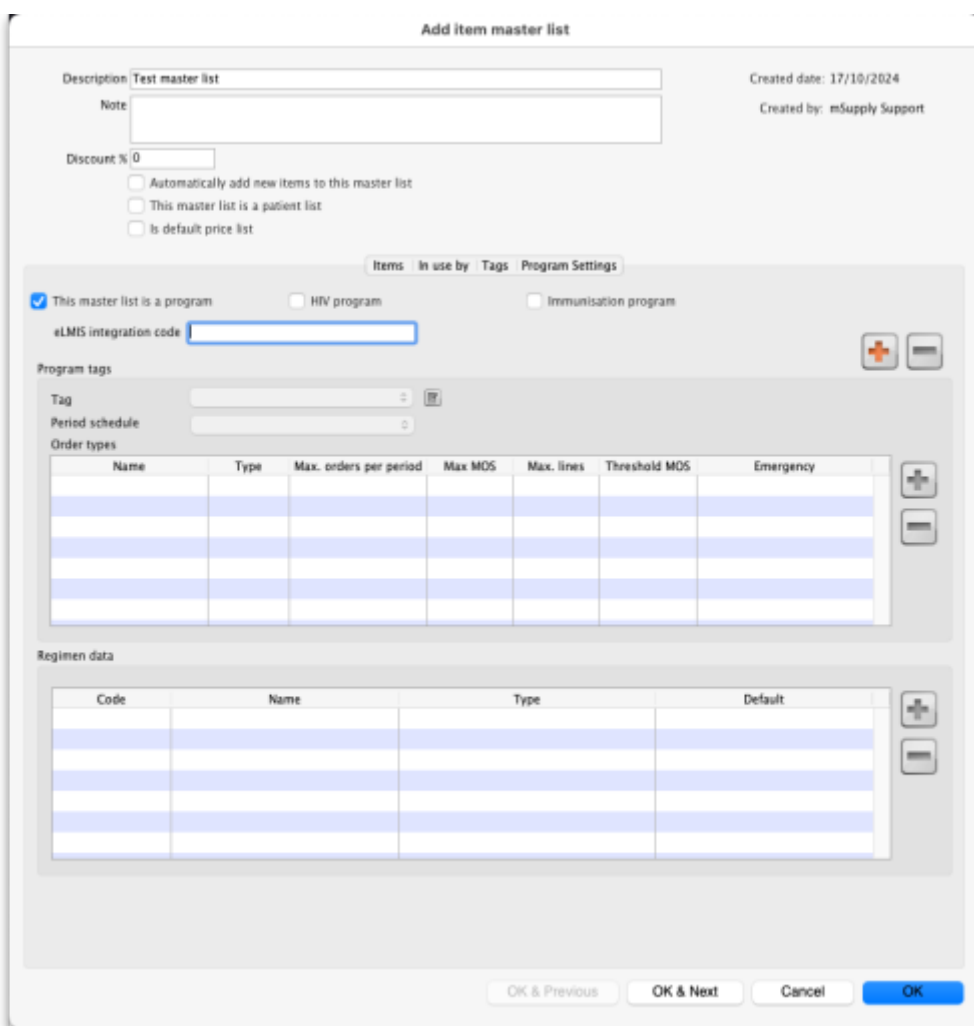 Add item master list
Description Test master list
Created date: 17/10/2024
Note
Created by: mSupply Support
Discount % 0
Automatically add new items to this master list
This master list is a patient list
Is default price list
Items In use by Tags Program Settings
This master list is a program HIV program Immunisation program
eLMIS integration code
Program tags
Tag
Period schedule
Order types
Name Type Max. orders per period Max MOS Max. lines Threshold MOS Emergency
Regimen data
Code Name Type Default
OK & Previous OK & Next Cancel OK